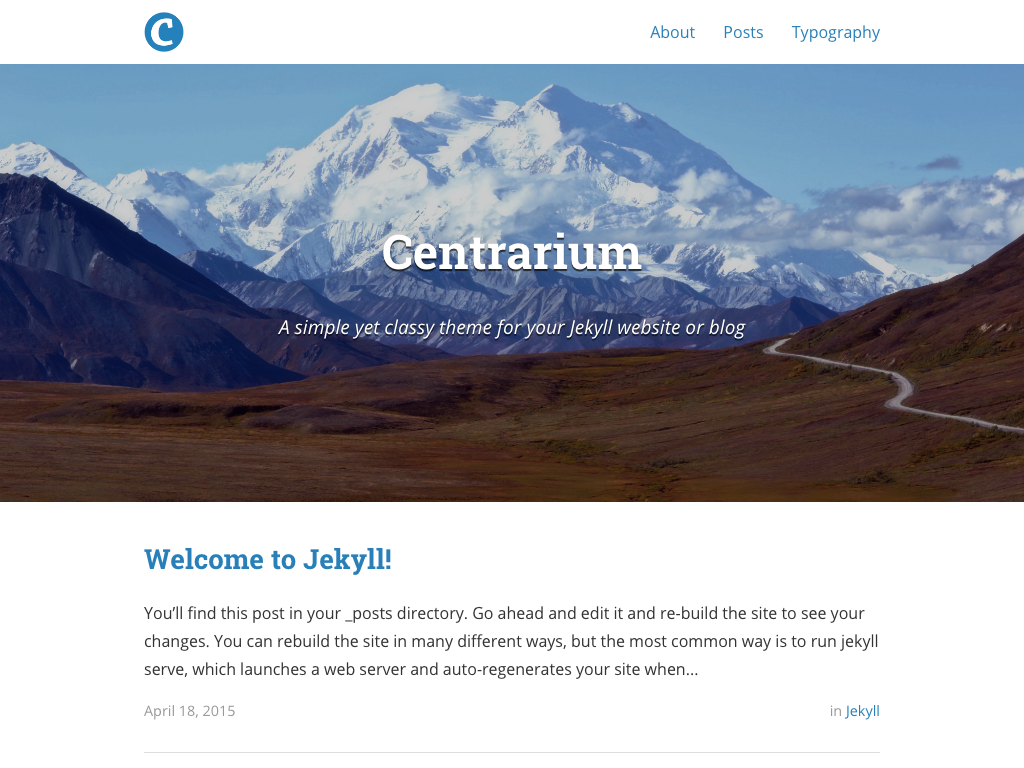 C
About Posts Typography
Centrarium
A simple yet classy theme for your Jekyll website or blog
Welcome to Jekyll!
You’ll find this post in your _posts directory. Go ahead and edit it and re-build the site to see your
changes. You can rebuild the site in many different ways, but the most common way is to run jekyll
serve, which launches a web server and auto-regenerates your site when...
April 18, 2015 in Jekyll